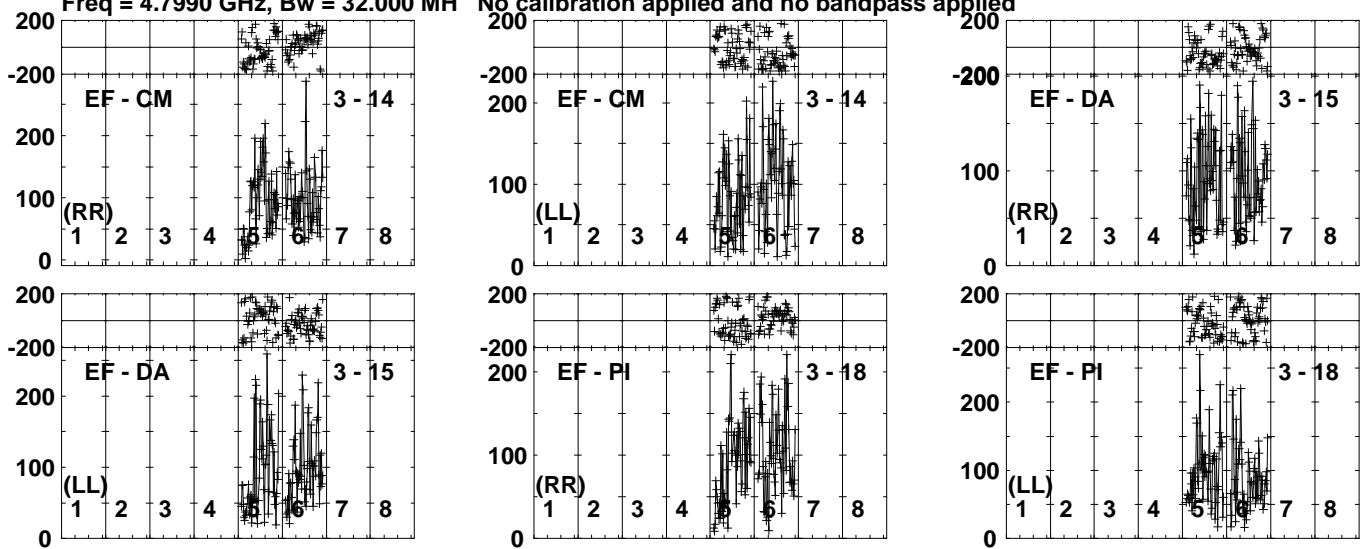 Freq = 4.7990 GHz, Bw = 32.000 MH No calibration applied and no bandpass applied
200 200 200
-200 -200 -200
EF - CM 3 - 14 EF - CM 3 - 14 EF - DA 3 - 15
200 200 200
100 100 100
(RR) (LL) (RR)
1 2 3 4 5 6 7 8 1 2 3 4 5 6 7 8 1 2 3 4 5 6 7 8
0 0 0
200 200 200
-200 -200 -200
EF - DA 3 - 15 EF - PI 3 - 18 EF - PI 3 - 18
200 200 200
100 100 100
(LL) (RR) (LL)
1 2 3 4 5 6 7 8 1 2 3 4 5 6 7 8 1 2 3 4 5 6 7 8
0 0 0